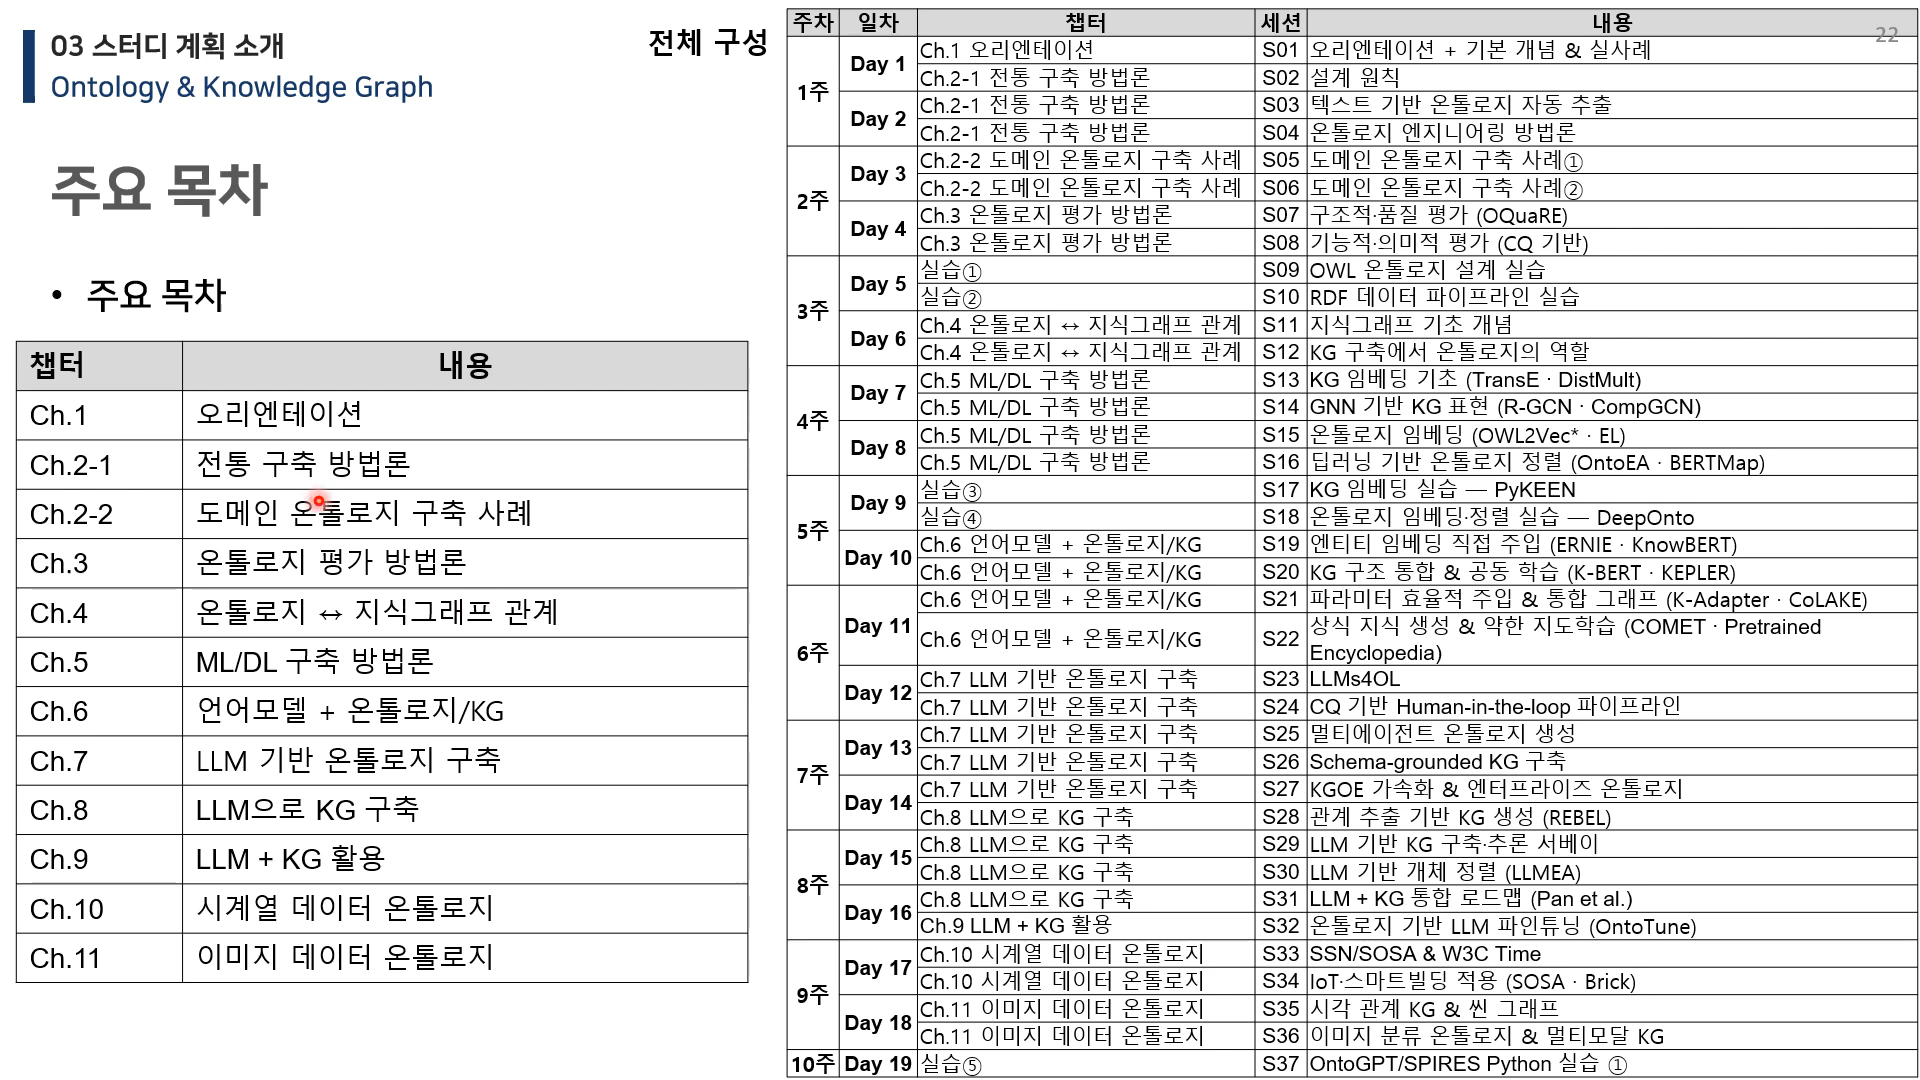 03 스터디 계획 소개
Ontology & Knowledge Graph
전체 구성
22
주요 목차
• 주요 목차
챕터 내용
Ch.1 오리엔테이션
Ch.2-1 전통 구축 방법론
Ch.2-2 도메인 온톨로지 구축 사례
Ch.3 온톨로지 평가 방법론
Ch.4 온톨로지 ↔ 지식그래프 관계
Ch.5 ML/DL 구축 방법론
Ch.6 언어모델 + 온톨로지/KG
Ch.7 LLM 기반 온톨로지 구축
Ch.8 LLM으로 KG 구축
Ch.9 LLM + KG 활용
Ch.10 시계열 데이터 온톨로지
Ch.11 이미지 데이터 온톨로지
주차 일차 챕터 세션 내용
1주 Day 1 Ch.1 오리엔테이션 S01 오리엔테이션 + 기본 개념 & 실사례
Ch.2-1 전통 구축 방법론 S02 설계 원칙
Day 2 Ch.2-1 전통 구축 방법론 S03 텍스트 기반 온톨로지 자동 추출
Ch.2-1 전통 구축 방법론 S04 온톨로지 엔지니어링 방법론
2주 Day 3 Ch.2-2 도메인 온톨로지 구축 사례 S05 도메인 온톨로지 구축 사례①
Ch.2-2 도메인 온톨로지 구축 사례 S06 도메인 온톨로지 구축 사례②
Day 4 Ch.3 온톨로지 평가 방법론 S07 구조적·품질 평가 (OQuaRE)
Ch.3 온톨로지 평가 방법론 S08 기능적·의미적 평가 (CQ 기반)
3주 Day 5 실습① S09 OWL 온톨로지 설계 실습
실습② S10 RDF 데이터 파이프라인 실습
Day 6 Ch.4 온톨로지 ↔ 지식그래프 관계 S11 지식그래프 기초 개념
Ch.4 온톨로지 ↔ 지식그래프 관계 S12 KG 구축에서 온톨로지의 역할
4주 Day 7 Ch.5 ML/DL 구축 방법론 S13 KG 임베딩 기초 (TransE · DistMult)
Ch.5 ML/DL 구축 방법론 S14 GNN 기반 KG 표현 (R-GCN · CompGCN)
Day 8 Ch.5 ML/DL 구축 방법론 S15 온톨로지 임베딩 (OWL2Vec* · EL)
Ch.5 ML/DL 구축 방법론 S16 딥러닝 기반 온톨로지 정렬 (OntoEA · BERTMap)
5주 Day 9 실습③ S17 KG 임베딩 실습 — PyKEEN
실습④ S18 온톨로지 임베딩·정렬 실습 — DeepOnto
Day 10 Ch.6 언어모델 + 온톨로지/KG S19 엔티티 임베딩 직접 주입 (ERNIE · KnowBERT)
Ch.6 언어모델 + 온톨로지/KG S20 KG 구조 통합 & 공동 학습 (K-BERT · KEPLER)
6주 Day 11 Ch.6 언어모델 + 온톨로지/KG S21 파라미터 효율적 주입 & 통합 그래프 (K-Adapter · CoLAKE)
Ch.6 언어모델 + 온톨로지/KG S22 상식 지식 생성 & 약한 지도학습 (COMET · Pretrained
Encyclopedia)
Day 12 Ch.7 LLM 기반 온톨로지 구축 S23 LLMs4OL
Ch.7 LLM 기반 온톨로지 구축 S24 CQ 기반 Human-in-the-loop 파이프라인
7주 Day 13 Ch.7 LLM 기반 온톨로지 구축 S25 멀티에이전트 온톨로지 생성
Ch.7 LLM 기반 온톨로지 구축 S26 Schema-grounded KG 구축
Day 14 Ch.7 LLM 기반 온톨로지 구축 S27 KGOE 가속화 & 엔터프라이즈 온톨로지
Ch.8 LLM으로 KG 구축 S28 관계 추출 기반 KG 생성 (REBEL)
8주 Day 15 Ch.8 LLM으로 KG 구축 S29 LLM 기반 KG 구축·추론 서베이
Ch.8 LLM으로 KG 구축 S30 LLM 기반 개체 정렬 (LLMEA)
Day 16 Ch.8 LLM으로 KG 구축 S31 LLM + KG 통합 로드맵 (Pan et al.)
Ch.9 LLM + KG 활용 S32 온톨로지 기반 LLM 파인튜닝 (OntoTune)
9주 Day 17 Ch.10 시계열 데이터 온톨로지 S33 SSN/SOSA & W3C Time
Ch.10 시계열 데이터 온톨로지 S34 IoT·스마트빌딩 적용 (SOSA · Brick)
Day 18 Ch.11 이미지 데이터 온톨로지 S35 시각 관계 KG & 씬 그래프
Ch.11 이미지 데이터 온톨로지 S36 이미지 분류 온톨로지 & 멀티모달 KG
10주 Day 19 실습⑤ S37 OntoGPT/SPIRES Python 실습 ①